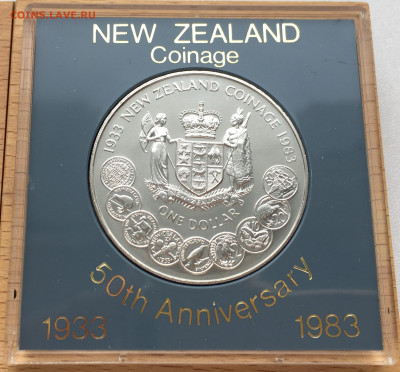 COINS.LAVE.RU
NEW ZEALAND
Coinage
1933 NEW ZEALAND COINAGE 1983
ONE DOLLAR
50th Anniversary
1933 1983